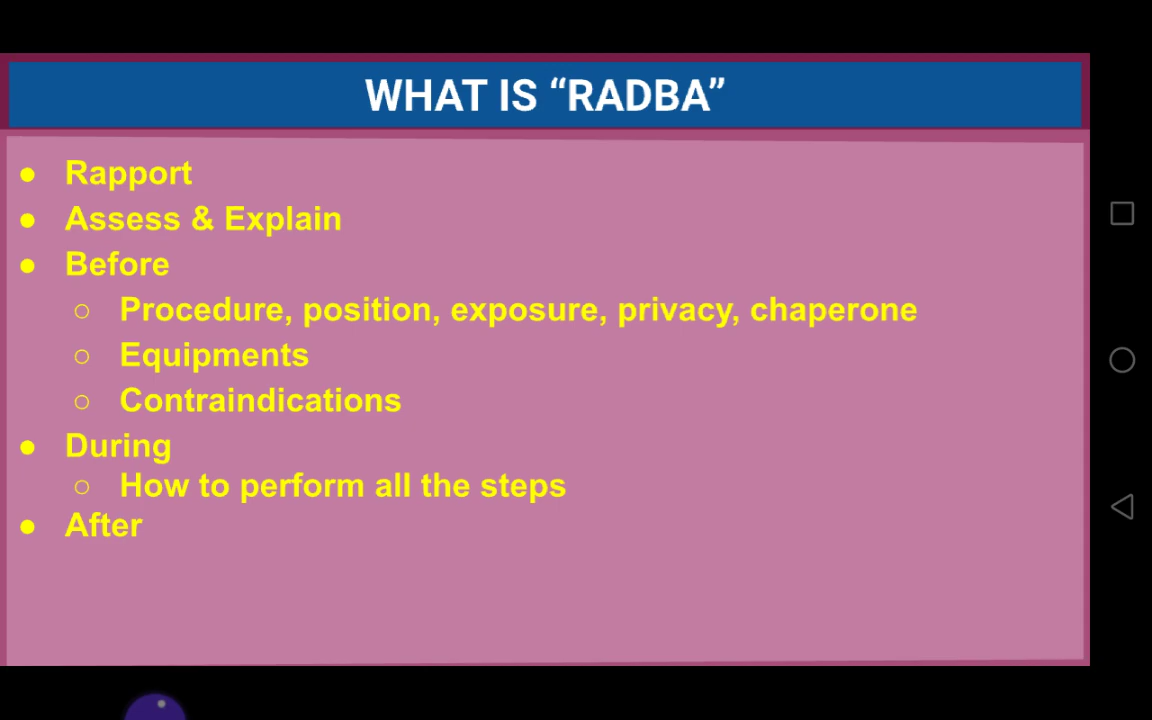 WHAT IS “RADBA”
● Rapport
● Assess & Explain
● Before
○ Procedure, position, exposure, privacy, chaperone
○ Equipments
○ Contraindications
● During
○ How to perform all the steps
● After